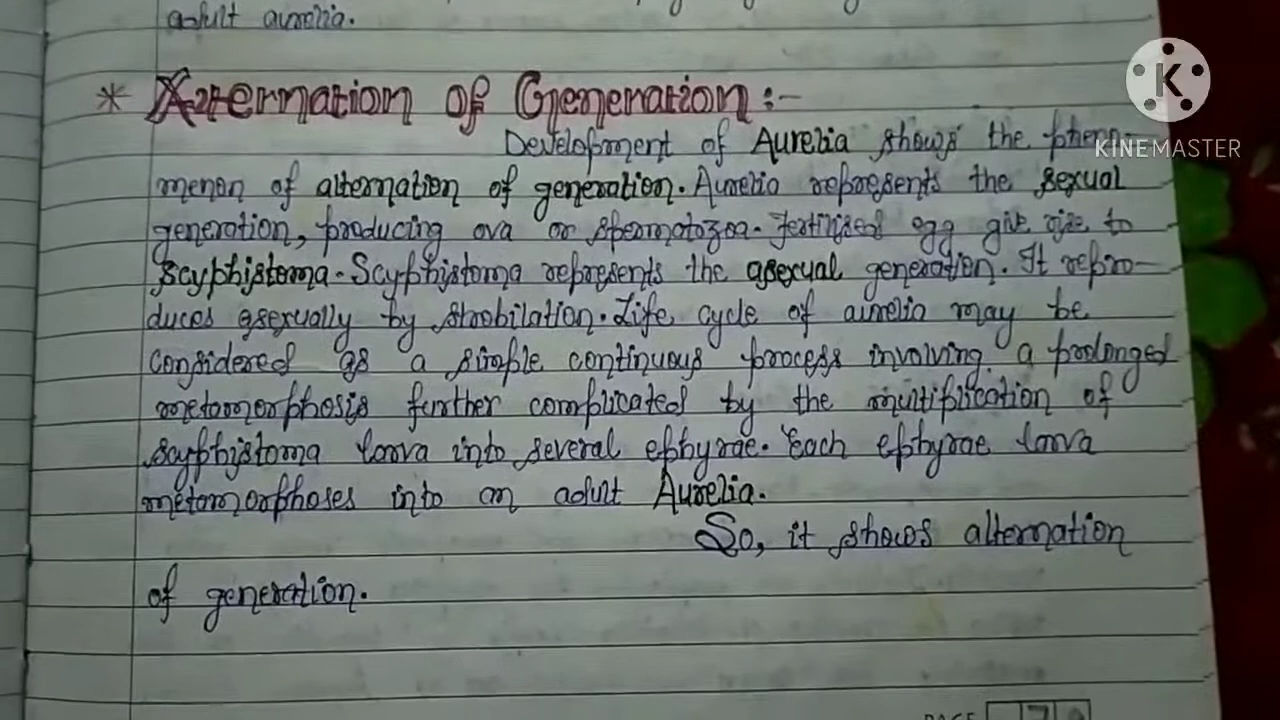 adult aurelia.
* Alternation of Generation :-
Development of Aurelia shows the pheno-
menon of alternation of generation. Aurelia represents the sexual
generation, producing ova or spermatozoa. Fertilized egg give rise to
scyphistoma. Scyphistoma represents the asexual generation. It repro-
duces asexually by strobilation. Life cycle of aurelia may be
considered as a simple continuous process involving a prolonged
metamorphosis further complicated by the multiplication of
scyphistoma larva into several ephyrae. Each ephyrae larva
metamorphoses into an adult Aurelia.
So, it shows alternation
of generation.
K
KINEMASTER
PAGE